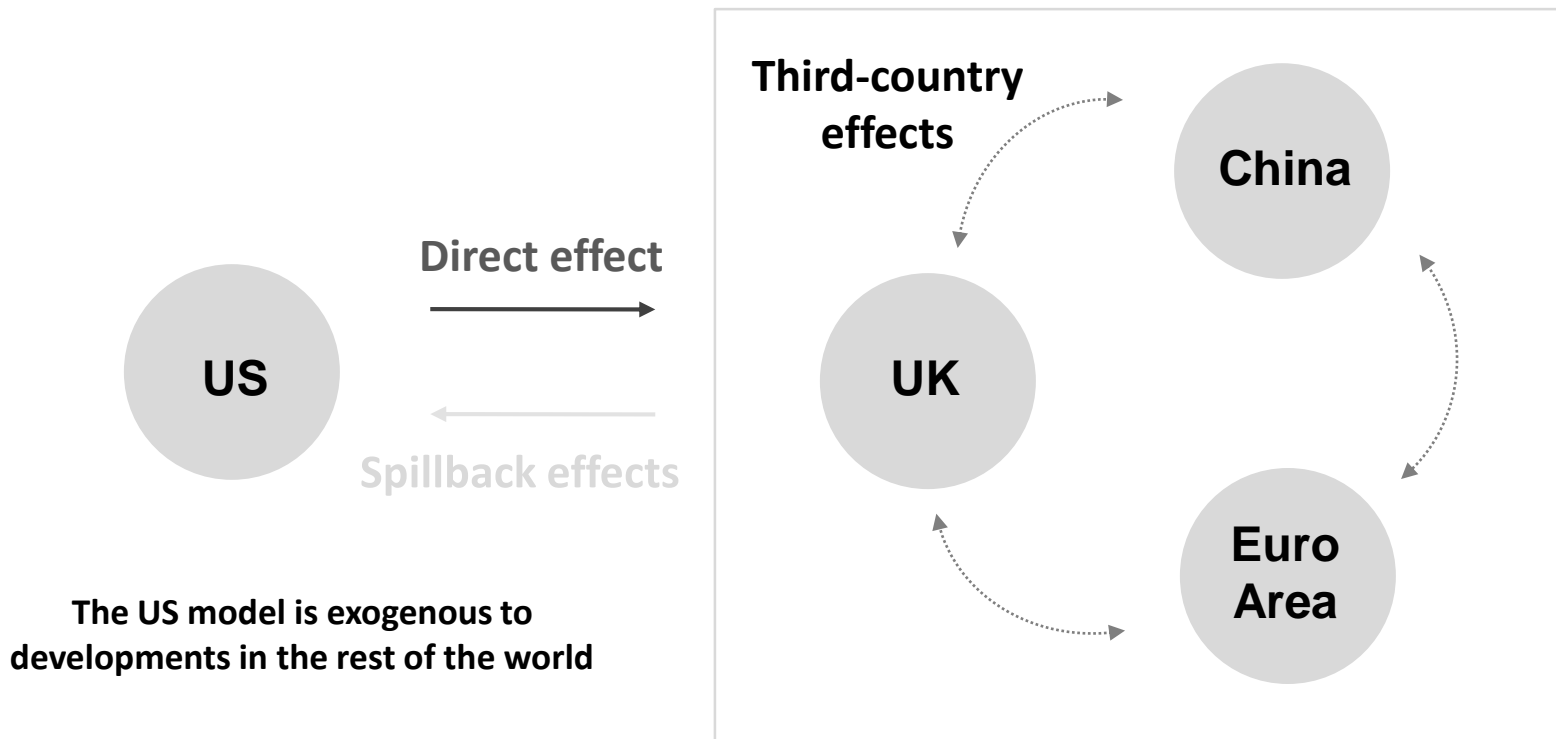 Third-country
effects
China
Direct effect
US
UK
Spillback effects
Euro
Area
The US model is exogenous to
developments in the rest of the world